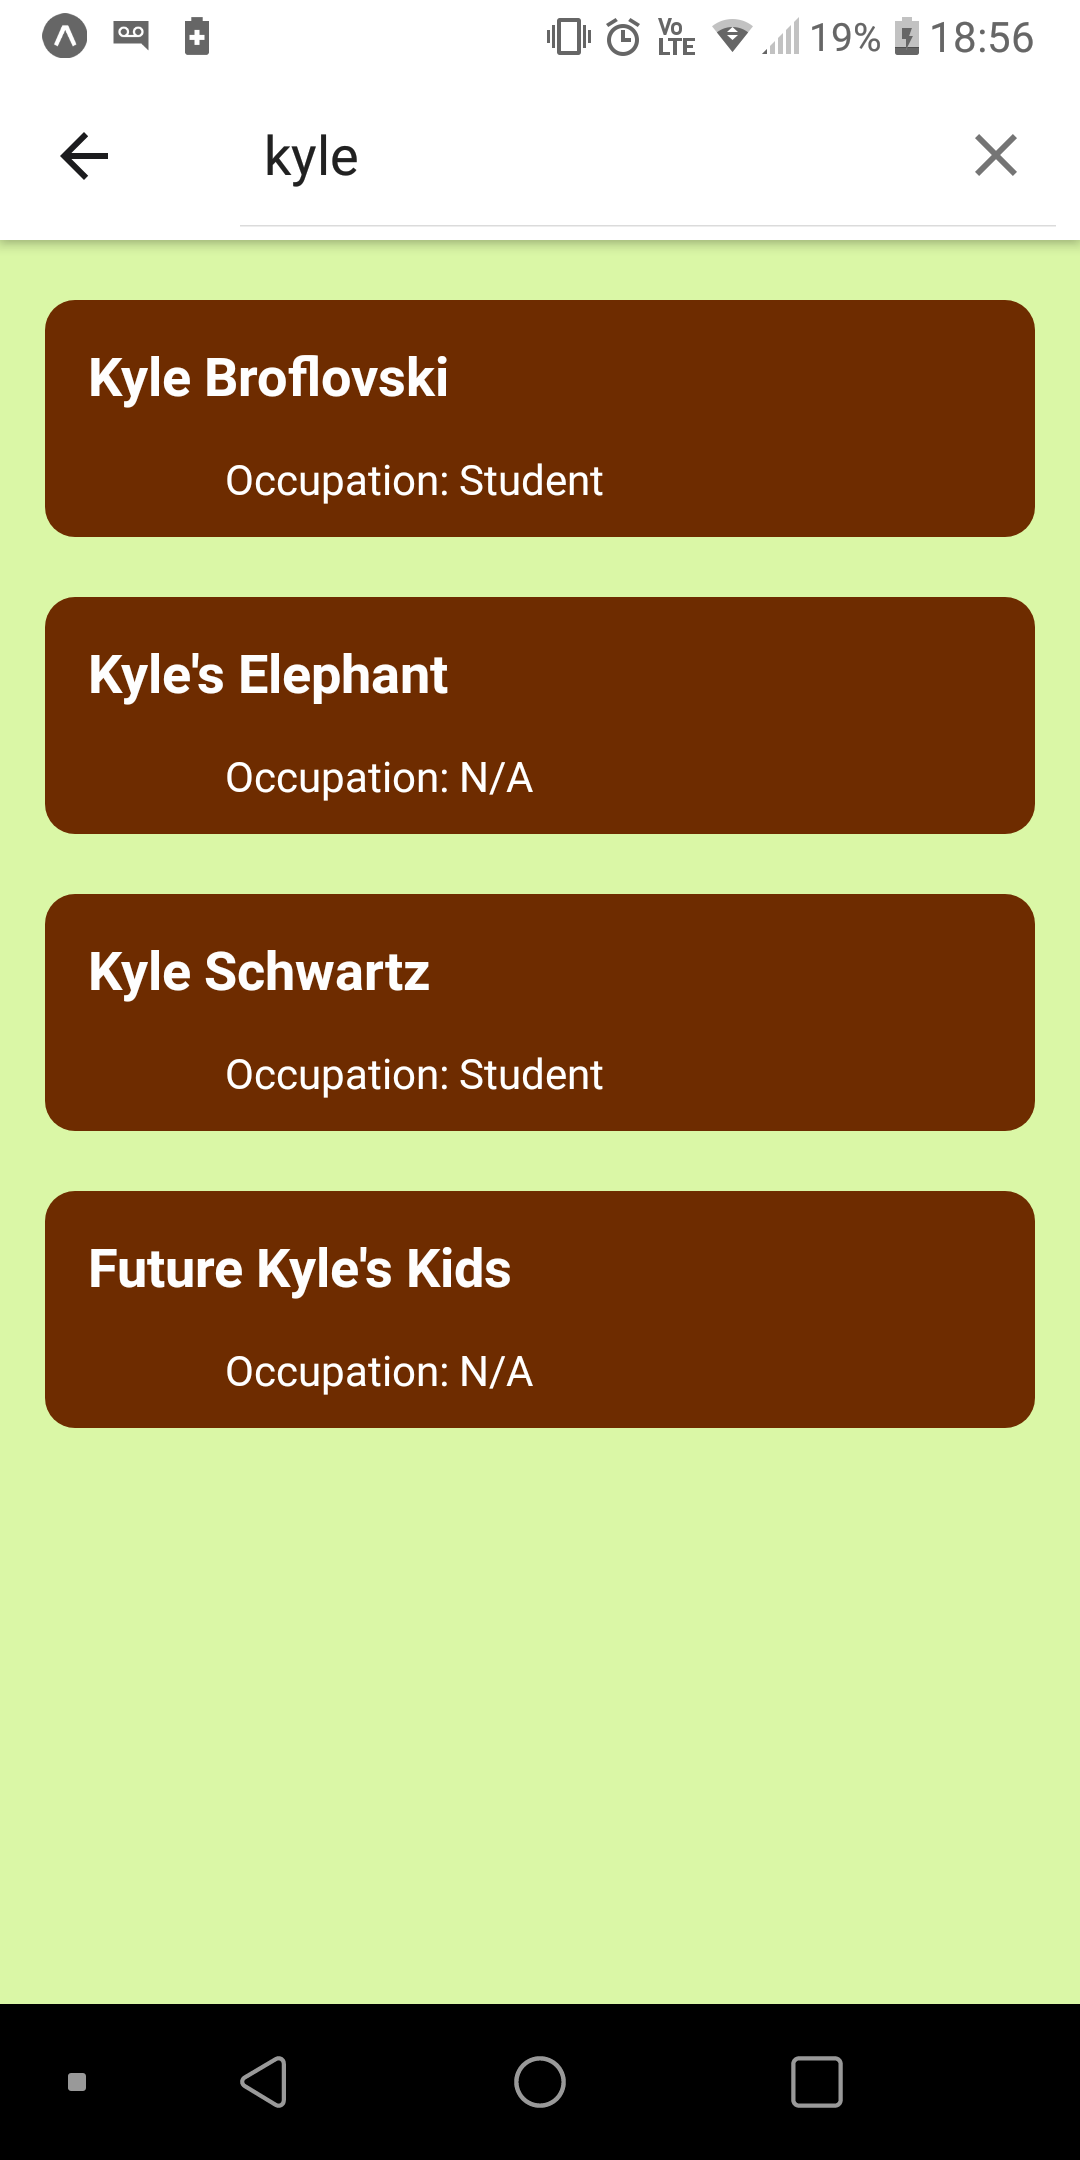 Vo
LTE
19%
18:56
kyle
Kyle Broflovski
Occupation: Student
Kyle's Elephant
Occupation: N/A
Kyle Schwartz
Occupation: Student
Future Kyle's Kids
Occupation: N/A